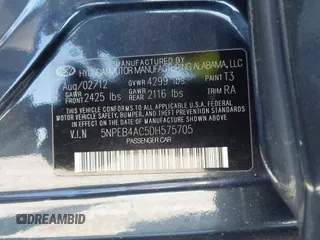 MANUFACTURED BY
HYUNDAI MOTOR MANUFACTURING ALABAMA, LLC
Aug/02/12 GVWR 4299 lbs PAINT T3
GAWR FRONT 2425 lbs GAWR REAR 2116 lbs TRIM RA
THIS VEHICLE CONFORMS TO ALL APPLICABLE FEDERAL MOTOR VEHICLE SAFETY, BUMPER, AND THEFT PREVENTION STANDARDS IN EFFECT ON THE DATE OF MANUFACTURE SHOWN ABOVE.
V.I.N 5NPEB4AC5DH575705
PASSENGER CAR
DREAMBID